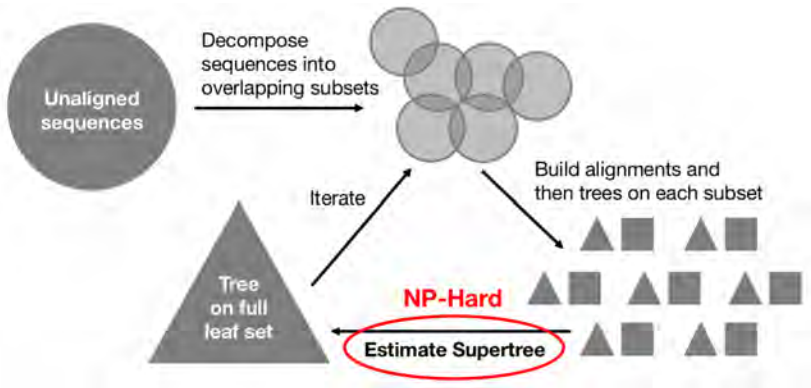 Unaligned
sequences
Decompose
sequences into
overlapping subsets
Build alignments and
then trees on each subset
Iterate
Tree
on full
leaf set
NP-Hard
Estimate Supertree